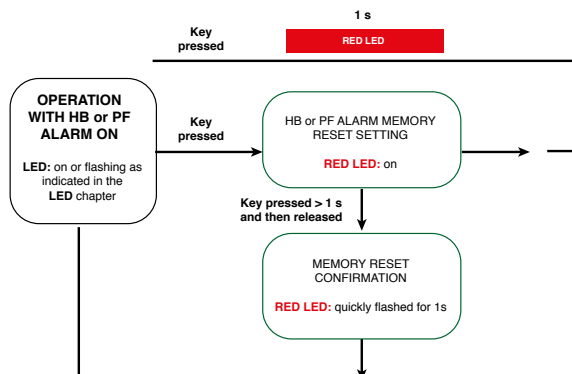 1 s
Key
pressed
RED LED
OPERATION
WITH HB or PF
ALARM ON
LED: on or flashing as
indicated in the
LED chapter
Key
pressed
HB or PF ALARM MEMORY
RESET SETTING
RED LED: on
Key pressed > 1 s
and then released
MEMORY RESET
CONFIRMATION
RED LED: quickly flashed for 1s